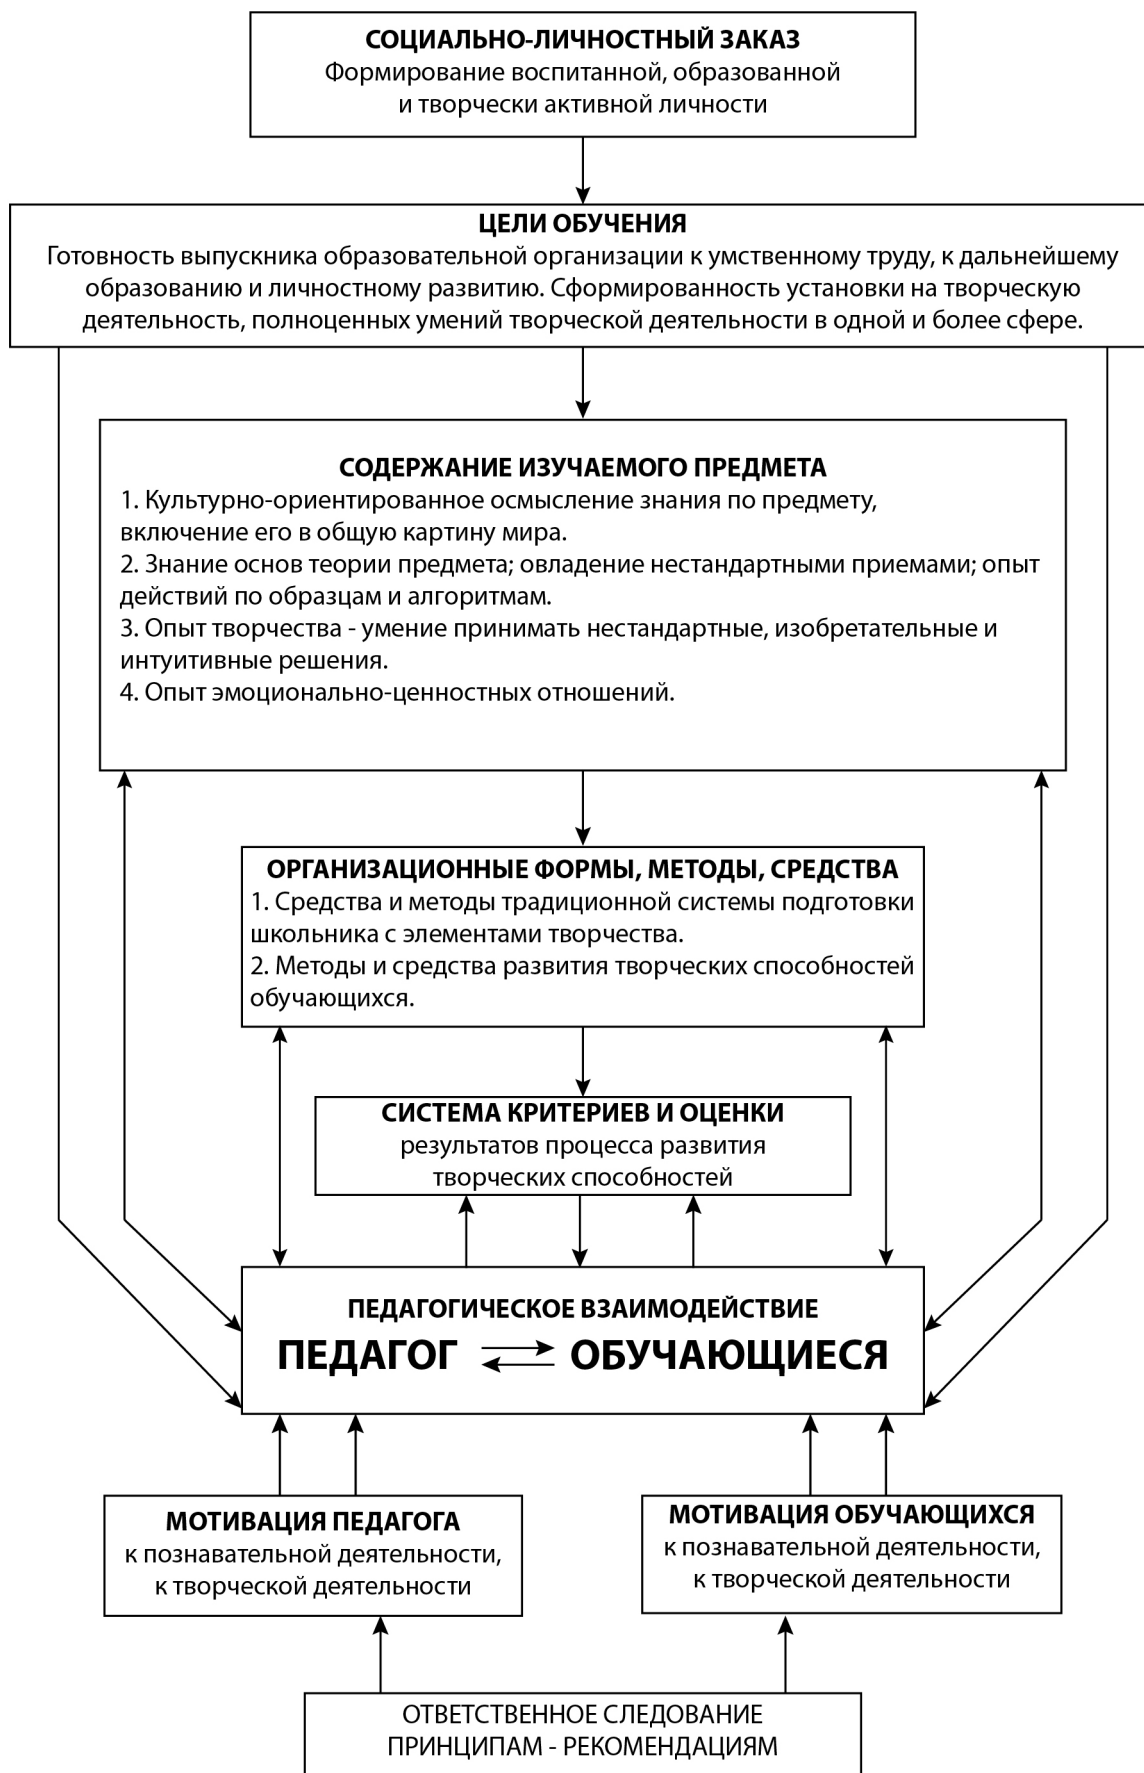 СОЦИАЛЬНО-ЛИЧНОСТНЫЙ ЗАКАЗ
Формирование воспитанной, образованной
и творчески активной личности
ЦЕЛИ ОБУЧЕНИЯ
Готовность выпускника образовательной организации к умственному труду, к дальнейшему
образованию и личностному развитию. Сформированность установки на творческую
деятельность, полноценных умений творческой деятельности в одной и более сфере.
СОДЕРЖАНИЕ ИЗУЧАЕМОГО ПРЕДМЕТА
1. Культурно-ориентированное осмысление знания по предмету,
включение его в общую картину мира.
2. Знание основ теории предмета; овладение нестандартными приемами; опыт
действий по образцам и алгоритмам.
3. Опыт творчества - умение принимать нестандартные, изобретательные и
интуитивные решения.
4. Опыт эмоционально-ценностных отношений.
ОРГАНИЗАЦИОННЫЕ ФОРМЫ, МЕТОДЫ, СРЕДСТВА
1. Средства и методы традиционной системы подготовки
школьника с элементами творчества.
2. Методы и средства развития творческих способностей
обучающихся.
СИСТЕМА КРИТЕРИЕВ И ОЦЕНКИ
результатов процесса развития
творческих способностей
ПЕДАГОГИЧЕСКОЕ ВЗАИМОДЕЙСТВИЕ
ПЕДАГОГ ОБУЧАЮЩИЕСЯ
МОТИВАЦИЯ ПЕДАГОГА
к познавательной деятельности,
к творческой деятельности
МОТИВАЦИЯ ОБУЧАЮЩИХСЯ
к познавательной деятельности,
к творческой деятельности
ОТВЕТСТВЕННОЕ СЛЕДОВАНИЕ
ПРИНЦИПАМ - РЕКОМЕНДАЦИЯМ